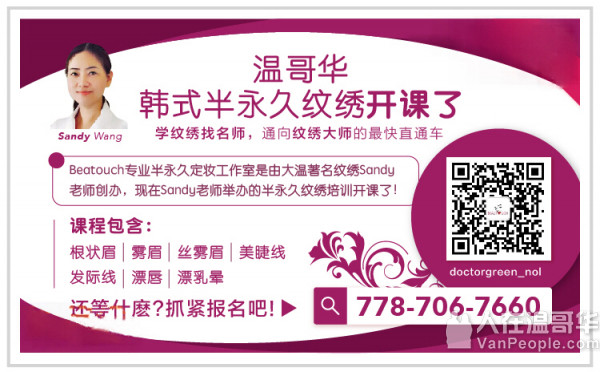 温哥华
韩式半永久纹绣开课了
学纹绣找名师，通向纹绣大师的最快直通车
Sandy Wang
Beatouch专业半永久定妆工作室是由大温著名纹绣Sandy
老师创办，现在Sandy老师举办的半永久纹绣培训开课了!
课程包含:
根状眉 雾眉 丝雾眉 美睫线
发际线 漂唇 漂乳晕
还等什麽?抓紧报名吧!
doctorgreen_nol
778-706-7660
人在温哥华
VanPeople.com